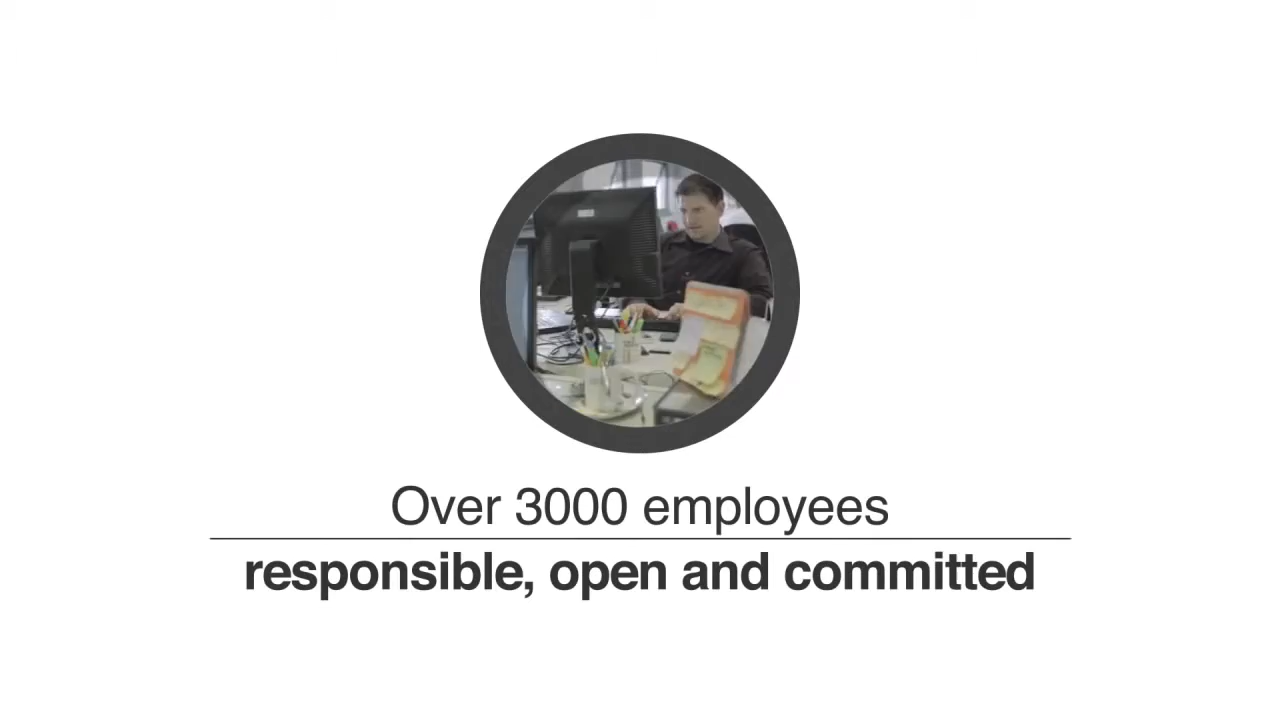 Over 3000 employees
responsible, open and committed